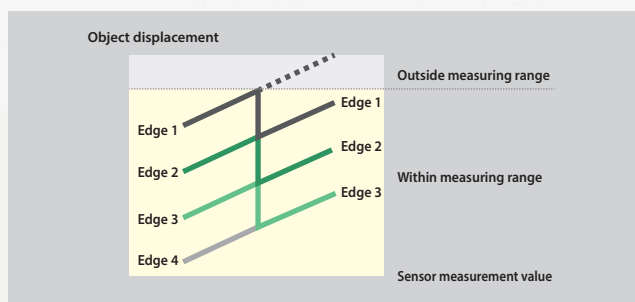 Object displacement
Outside measuring range
Edge 1
Edge 1
Edge 2
Edge 2
Within measuring range
Edge 3
Edge 3
Edge 4
Sensor measurement value